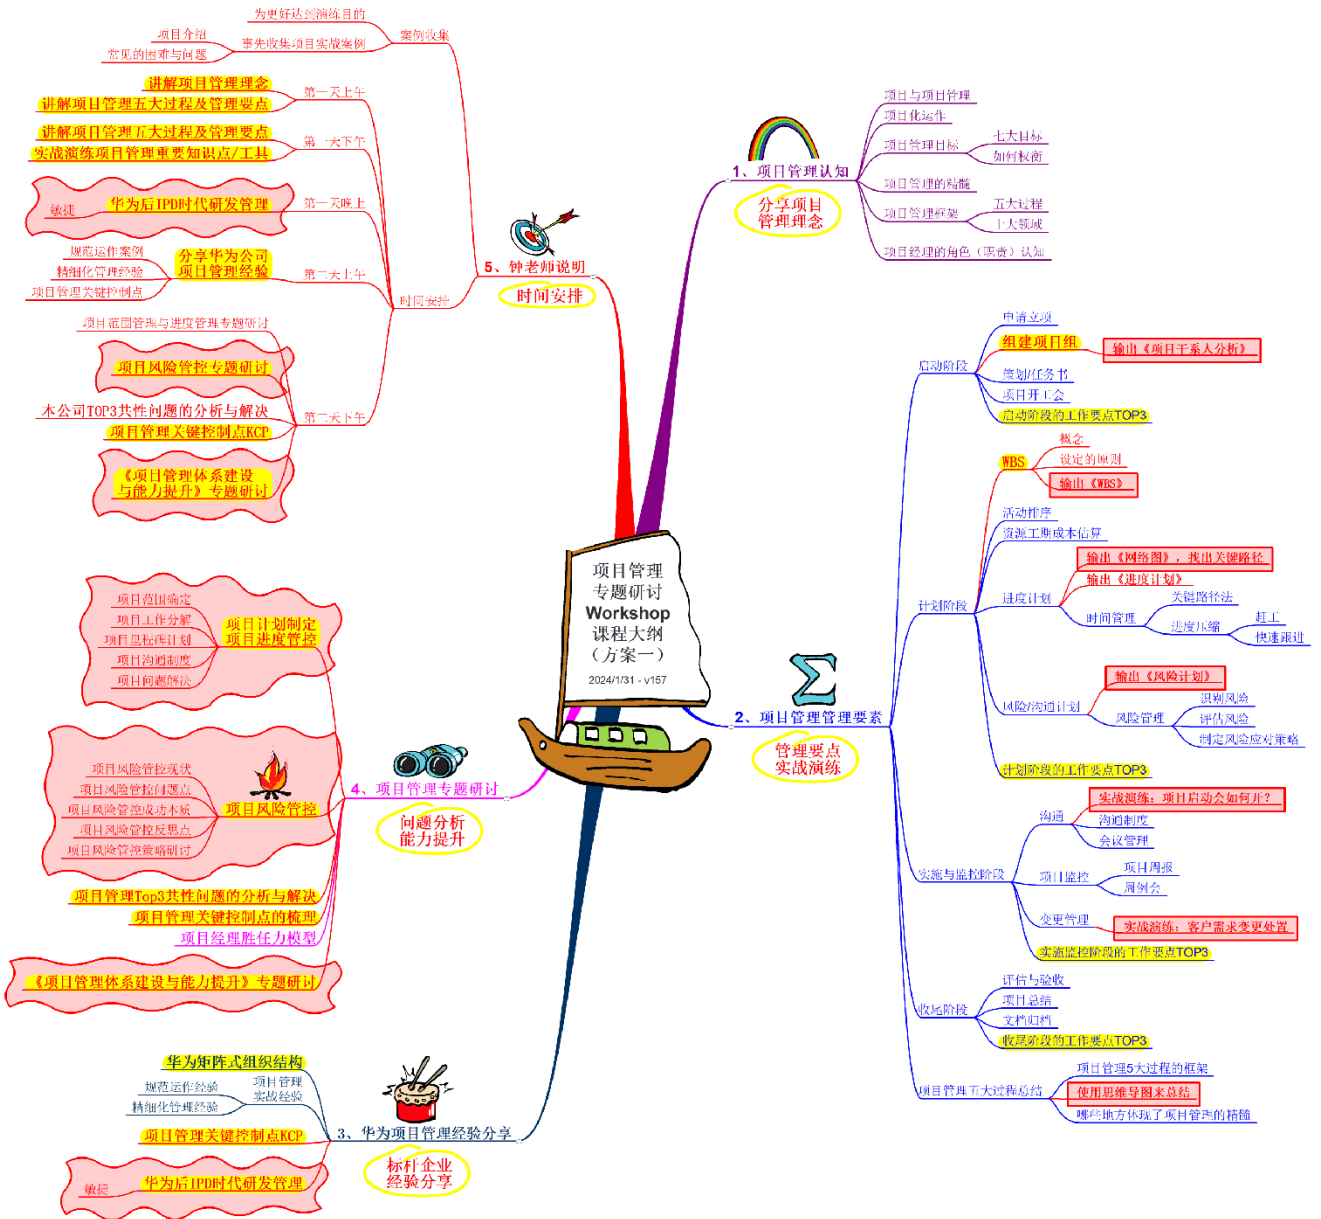 项目管理
专题研讨
Workshop
课程大纲
（方案一）
2024/1/31 - v157
1、项目管理认知
分享项目
管理理念
项目与项目管理
项目化运作
项目管理目标
七大目标
如何权衡
项目管理的精髓
项目管理框架
五大过程
十大领域
项目经理的角色（职责）认知
2、项目管理管理要素
管理要点
实战演练
启动阶段
申请立项
组建项目组
输出《项目干系人分析》
策划/任务书
项目开工会
启动阶段的工作要点TOP3
计划阶段
WBS
概念
设定的原则
输出《WBS》
活动排序
资源工期成本估算
进度计划
输出《网络图》，找出关键路径
输出《进度计划》
时间管理
关键路径法
进度压缩
赶工
快速跟进
风险/沟通计划
输出《风险计划》
风险管理
识别风险
评估风险
制定风险应对策略
计划阶段的工作要点TOP3
实施与监控阶段
沟通
实战演练：项目启动会如何开？
沟通制度
会议管理
项目监控
项目周报
周例会
变更管理
实战演练：客户需求变更处置
实施监控阶段的工作要点TOP3
收尾阶段
评估与验收
项目总结
文档归档
收尾阶段的工作要点TOP3
项目管理五大过程总结
项目管理5大过程的框架
使用思维导图来总结
哪些地方体现了项目管理的精髓
3、华为项目管理经验分享
标杆企业
经验分享
华为矩阵式组织结构
项目管理
实战经验
规范运作经验
精细化管理经验
项目管理关键控制点KCP
华为后IPD时代研发管理
敏捷
4、项目管理专题研讨
问题分析
能力提升
项目计划制定
项目进度管控
项目范围确定
项目工作分解
项目里程碑计划
项目沟通制度
项目问题解决
项目风险管控
项目风险管控现状
项目风险管控问题点
项目风险管控成功本质
项目风险管控反思点
项目风险管控策略研讨
项目管理Top3共性问题的分析与解决
项目管理关键控制点的梳理
项目经理胜任力模型
《项目管理体系建设与能力提升》专题研讨
5、钟老师说明
时间安排
案例收集
为更好达到演练目的
事先收集项目实战案例
项目介绍
常见的困难与问题
时间安排
第一天上午
讲解项目管理理念
讲解项目管理五大过程及管理要点
第一天下午
讲解项目管理五大过程及管理要点
实战演练项目管理重要知识点/工具
第一天晚上
华为后IPD时代研发管理
敏捷
第二天上午
分享华为公司
项目管理经验
规范运作案例
精细化管理经验
项目管理关键控制点
第二天下午
项目范围管理与进度管理专题研讨
项目风险管控专题研讨
本公司TOP3共性问题的分析与解决
项目管理关键控制点KCP
《项目管理体系建设
与能力提升》专题研讨